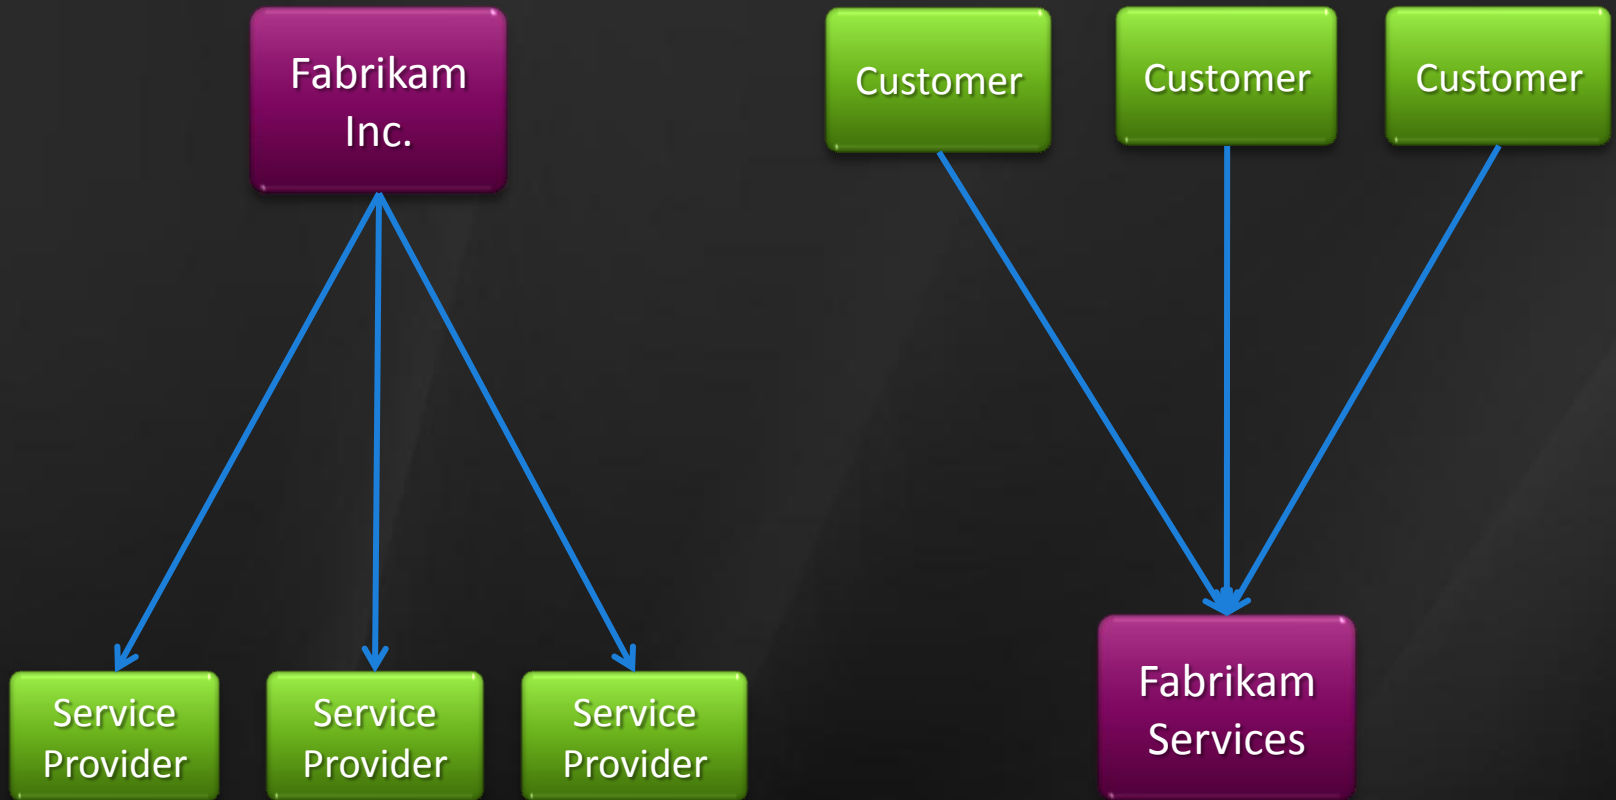 Fabrikam
Inc.
Customer
Customer
Customer
Service
Provider
Service
Provider
Service
Provider
Fabrikam
Services